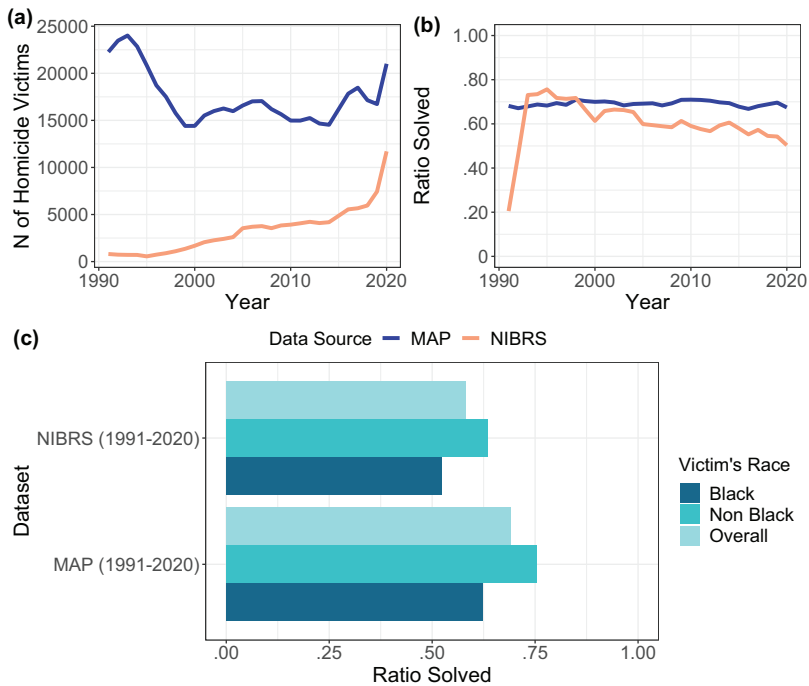 (a)
N of Homicide Victims
25000
20000
15000
10000
5000
0
1990
2000
2010
2020
Year
(b)
Ratio Solved
1.00
.80
.60
.40
.20
0
1990
2000
2010
2020
Year
Data Source MAP NIBRS
(c)
Dataset
NIBRS (1991-2020)
MAP (1991-2020)
.00
.25
.50
.75
1.00
Ratio Solved
Victim's Race
Black
Non Black
Overall